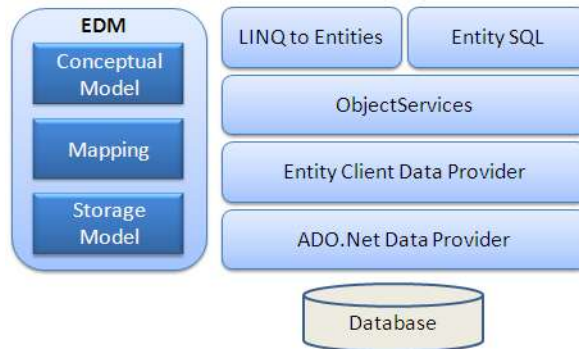 EDM
Conceptual
Model
Mapping
Storage
Model
LINQ to Entities
Entity SQL
ObjectServices
Entity Client Data Provider
ADO.Net Data Provider
Database